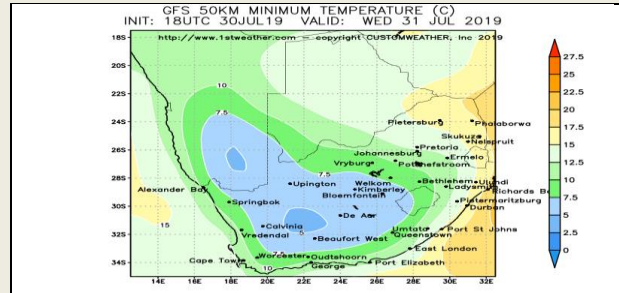 GFS 50KM MINIMUM TEMPERATURE (C)
INIT: 18UTC 30JUL19 VALID: WED 31 JUL 2019
http://www.1stweather.com — copyright CUSTOMWEATHER, Inc 2019
18S
20S
22S
24S
26S
28S
30S
32S
34S
10
7.5
Pietersburg
Phalaborwa
Skukuza
Nelspruit
Pretoria
Johannesburg
Ermelo
7.5
Vryburg
Potchefstroom
Welkom
Bethlehem
Ulundi
Alexander Bay
Upington
Kimberley
Ladysmith
Bloemfontein
Richards B
Springbok
Pietermaritzburg
De Aar
Durban
15
Calvinia
5
Umtata
Port St Johns
Vredendal
Beaufort West
Queenstown
7.5
East London
Cape Town
Worcester
Oudtshoorn
10
George
Port Elizabeth
14E 16E 18E 20E 22E 24E 26E 28E 30E 32E
27.5
25
22.5
20
17.5
15
12.5
10
7.5
5
2.5
0